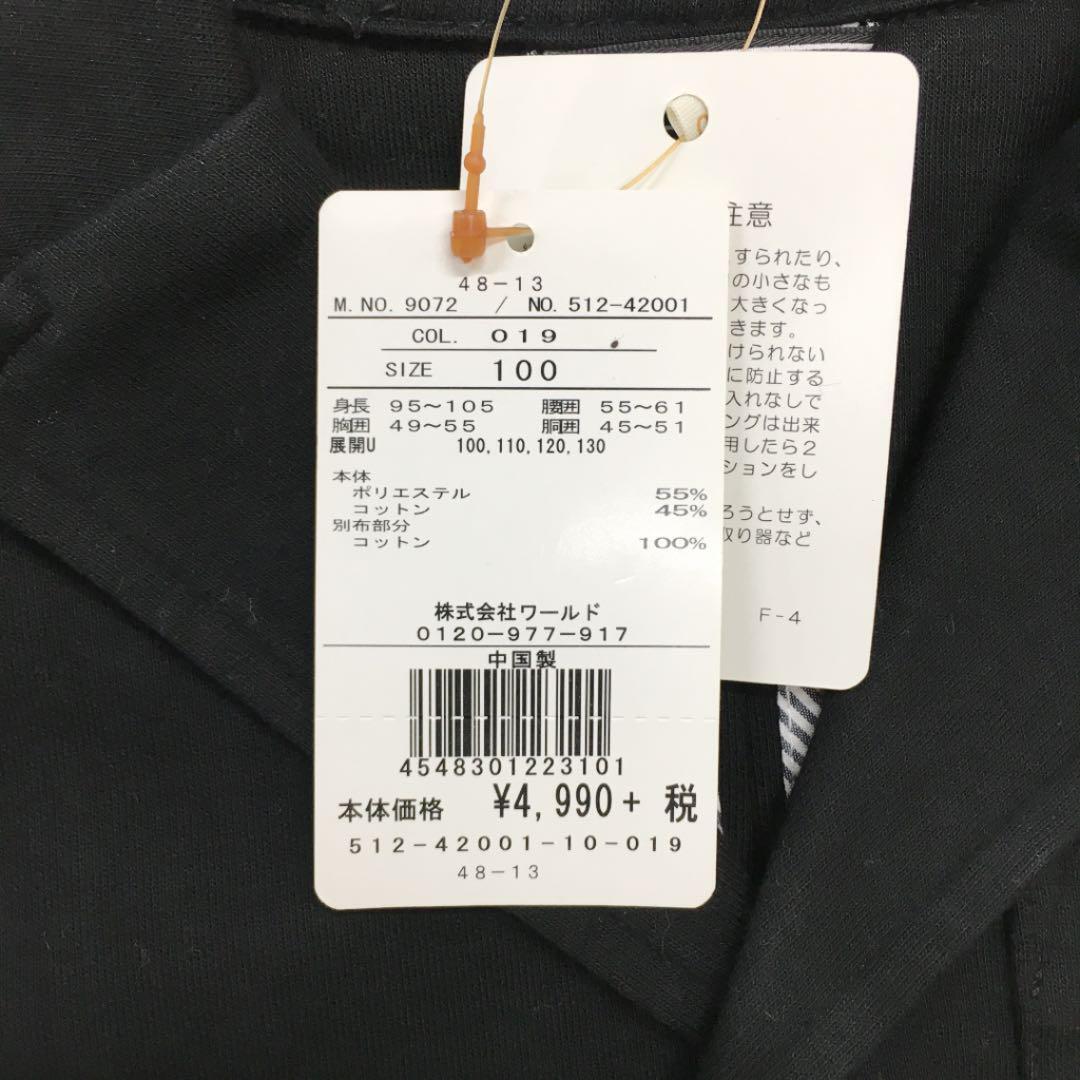 48-13
M. NO. 9072 / NO. 512-42001
COL. 019
SIZE 100
身長 95～105 腰囲 55～61
胸囲 49～55 胴囲 45～51
展開U 100,110,120,130
本体
ポリエステル 55%
コットン 45%
別布部分
コットン 100%
株式会社ワールド
0120-977-917
中国製
4548301223101
本体価格 ¥4,990+ 税
512-42001-10-019
48-13
注意
すられたり、
の小さなも
大きくなっ
きます。
けられない
に防止する
入れなしで
ングは出来
用したら2
ションをし
ろうとせず、
取り器など
F-4